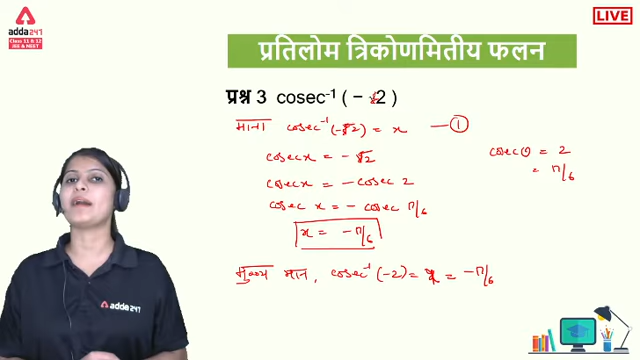 LIVE
adda247
Class 11 & 12
JEE & NEET
प्रतिलोम त्रिकोणमितीय फलन
प्रश्न 3 cosec⁻¹ ( – √2 )
माना cosec⁻¹ (-√2) = x — ①
cosec x = - √2
cosec θ = 2
= π/6
cosec x = - cosec 2
cosec x = - cosec π/6
x = - π/6
मुख्य मान, cosec⁻¹ (-2) = x = - π/6
adda247